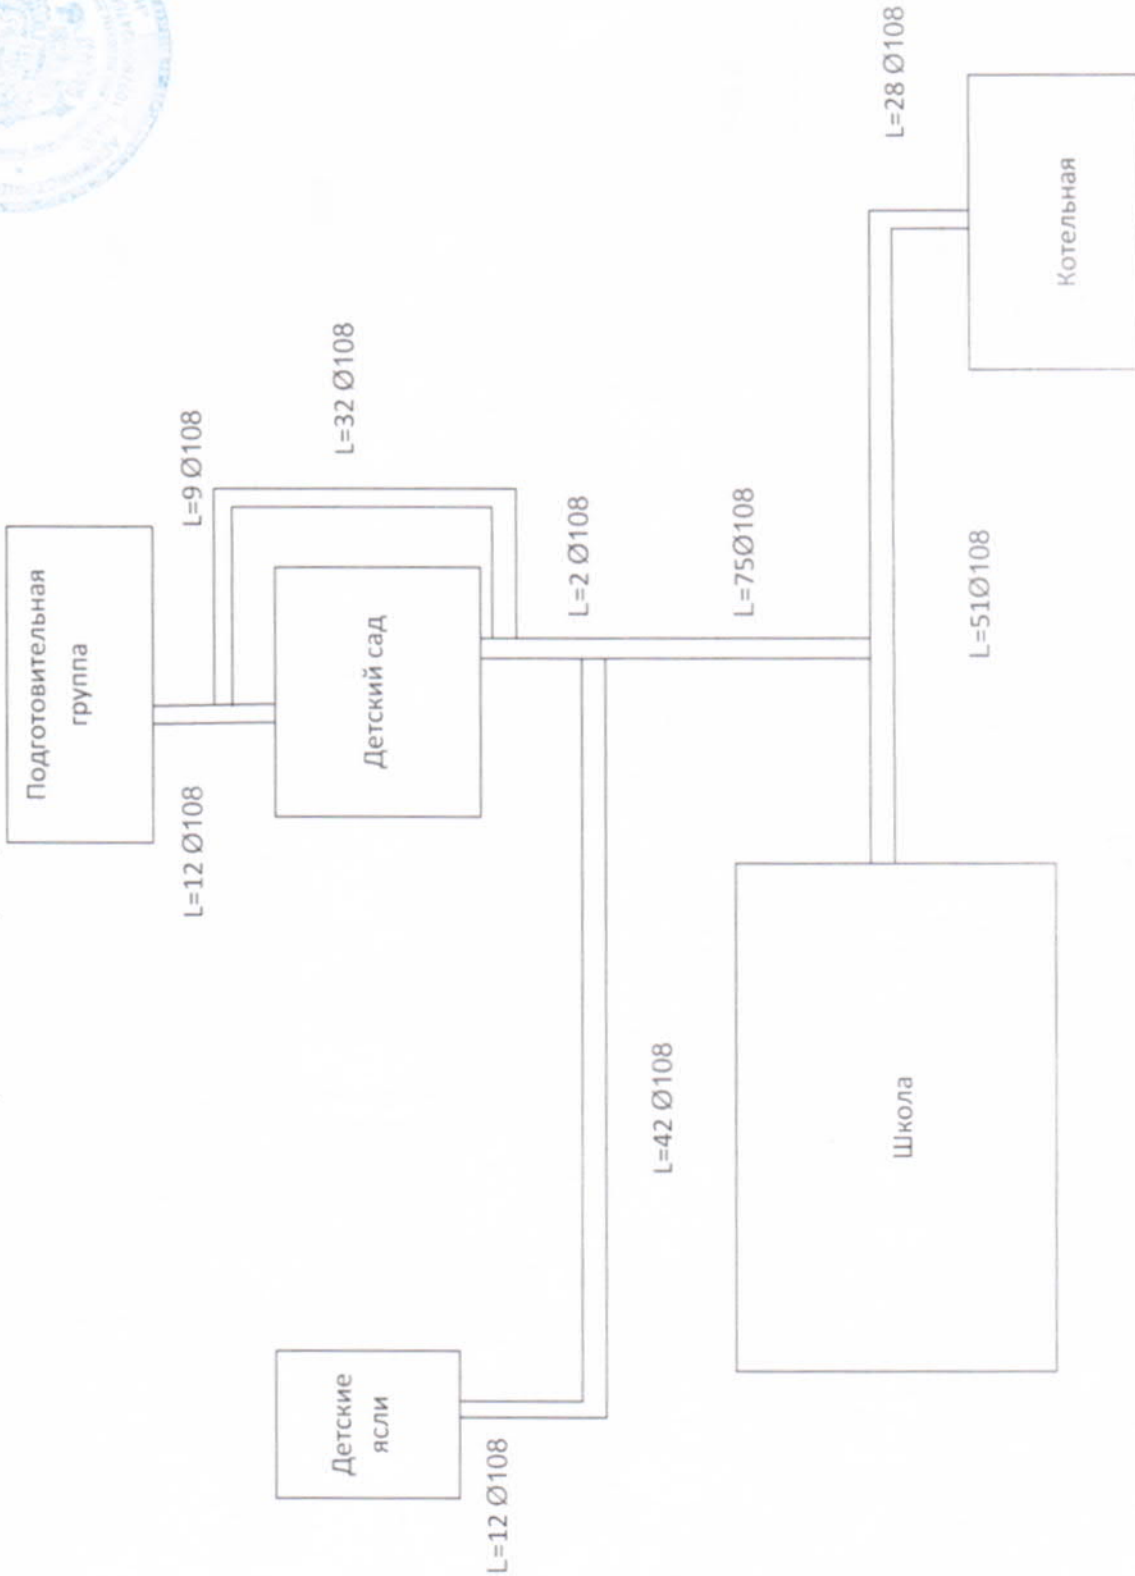 Подготовительная
группа
L=12 Ø108
L=9 Ø108
L=32 Ø108
Детский сад
Детские
ясли
L=12 Ø108
L=2 Ø108
L=42 Ø108
L=75Ø108
Школа
L=51Ø108
L=28 Ø108
Котельная